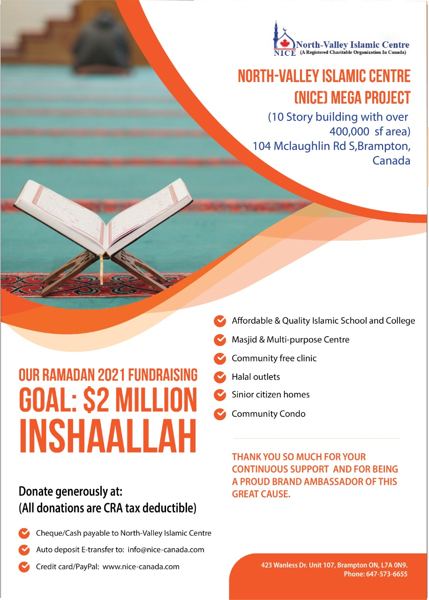 NICE
North-Valley Islamic Centre
(A Registered Charitable Organization In Canada)
NORTH-VALLEY ISLAMIC CENTRE
(NICE) MEGA PROJECT
(10 Story building with over
400,000 sf area)
104 Mclaughlin Rd S,Brampton,
Canada
Affordable & Quality Islamic School and College
Masjid & Multi-purpose Centre
Community free clinic
Halal outlets
Sinior citizen homes
Community Condo
OUR RAMADAN 2021 FUNDRAISING
GOAL: $2 MILLION
INSHAALLAH
THANK YOU SO MUCH FOR YOUR
CONTINUOUS SUPPORT AND FOR BEING
A PROUD BRAND AMBASSADOR OF THIS
GREAT CAUSE.
Donate generously at:
(All donations are CRA tax deductible)
Cheque/Cash payable to North-Valley Islamic Centre
Auto deposit E-transfer to: info@nice-canada.com
Credit card/PayPal: www.nice-canada.com
423 Wanless Dr. Unit 107, Brampton ON, L7A 0N9.
Phone: 647-573-6655